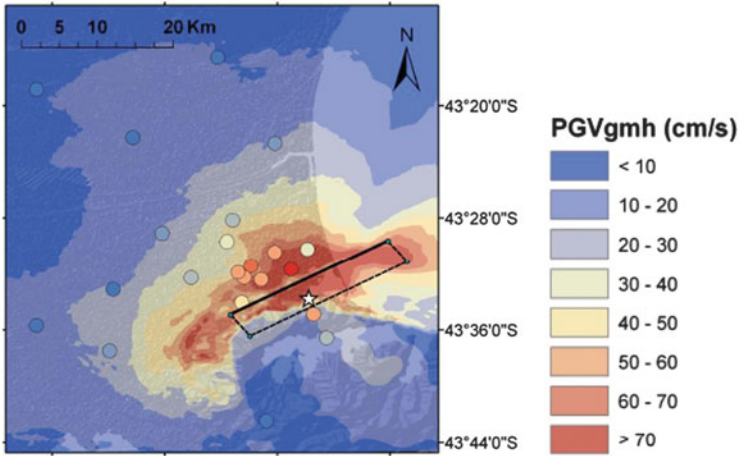 0 5 10 20 Km
N
43°20'0"S
43°28'0"S
43°36'0"S
43°44'0"S
PGVgmh (cm/s)
< 10
10 - 20
20 - 30
30 - 40
40 - 50
50 - 60
60 - 70
> 70